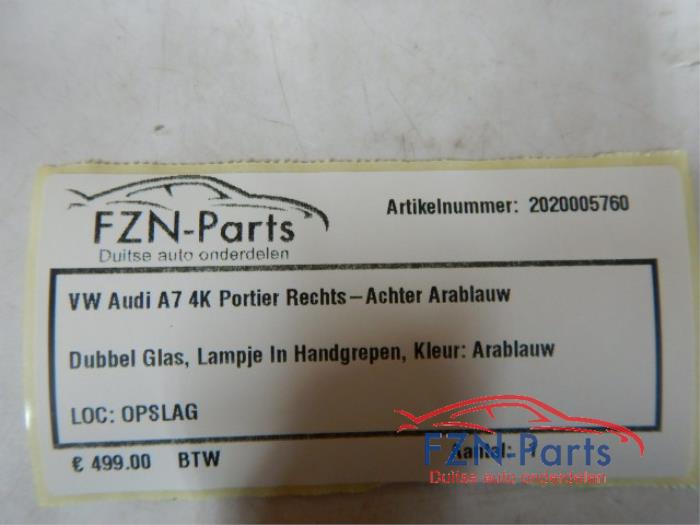 FZN-Parts
Duitse auto onderdelen
Artikelnummer: 2020005760
VW Audi A7 4K Portier Rechts-Achter Arablauw
Dubbel Glas, Lampje In Handgrepen, Kleur: Arablauw
LOC: OPSLAG
€ 499.00 BTW
Aantal:
FZN-Parts
Duitse auto onderdelen